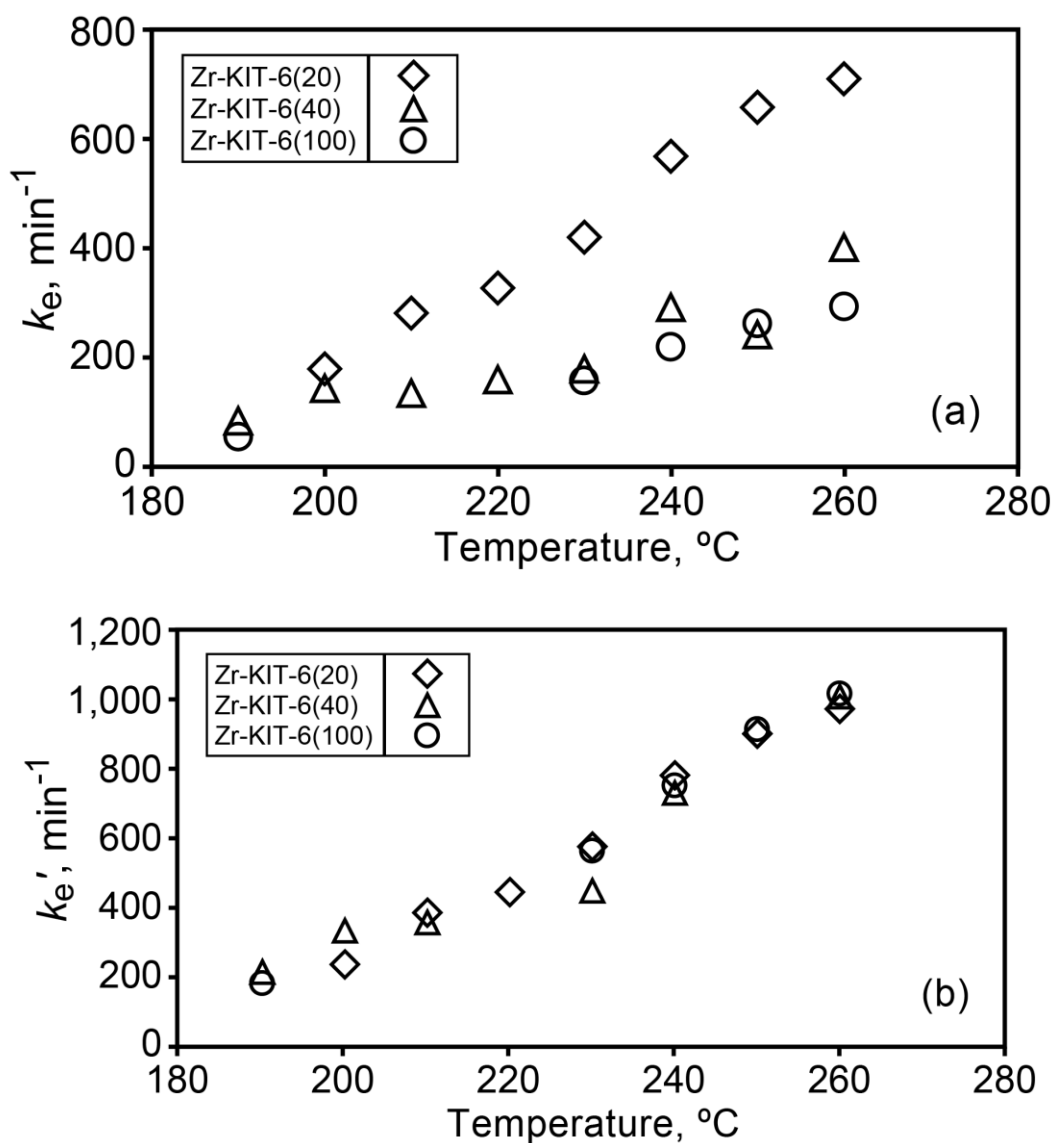 800
600
400
200
0
kₑ, min⁻¹
Zr-KIT-6(20)
Zr-KIT-6(40)
Zr-KIT-6(100)
(a)
180 200 220 240 260 280
Temperature, ºC
1,200
1,000
800
600
400
200
0
kₑ', min⁻¹
Zr-KIT-6(20)
Zr-KIT-6(40)
Zr-KIT-6(100)
(b)
180 200 220 240 260 280
Temperature, ºC